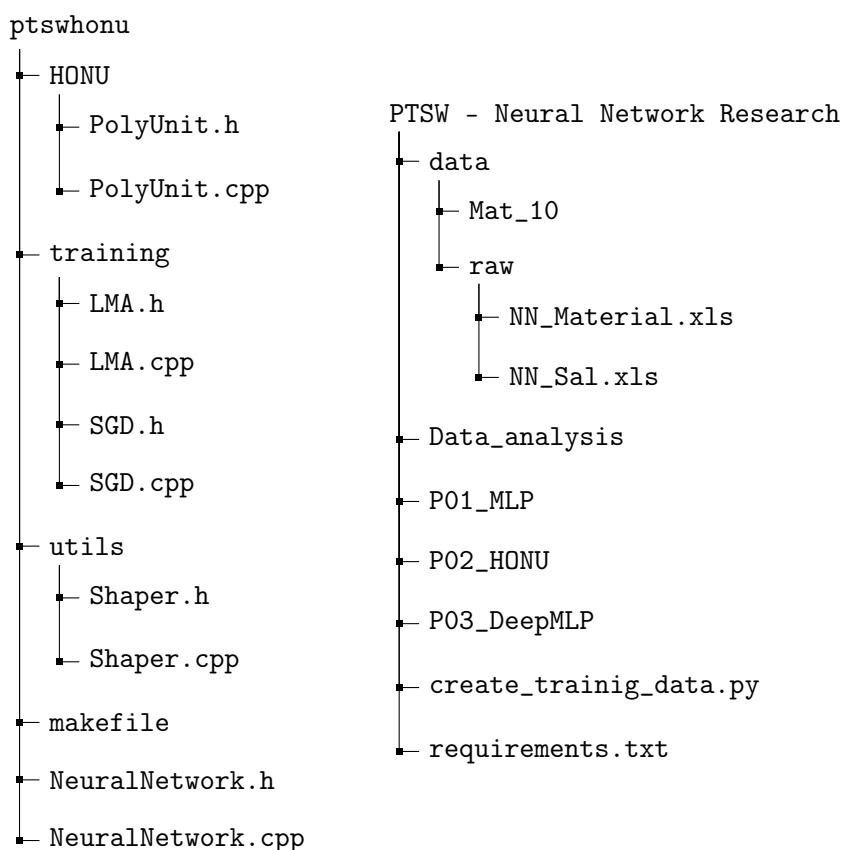 ptswhonu
HONU
PolyUnit.h
PolyUnit.cpp
training
LMA.h
LMA.cpp
SGD.h
SGD.cpp
utils
Shaper.h
Shaper.cpp
makefile
NeuralNetwork.h
NeuralNetwork.cpp
PTSW - Neural Network Research
data
Mat_10
raw
NN_Material.xls
NN_Sal.xls
Data_analysis
P01_MLP
P02_HONU
P03_DeepMLP
create_trainig_data.py
requirements.txt